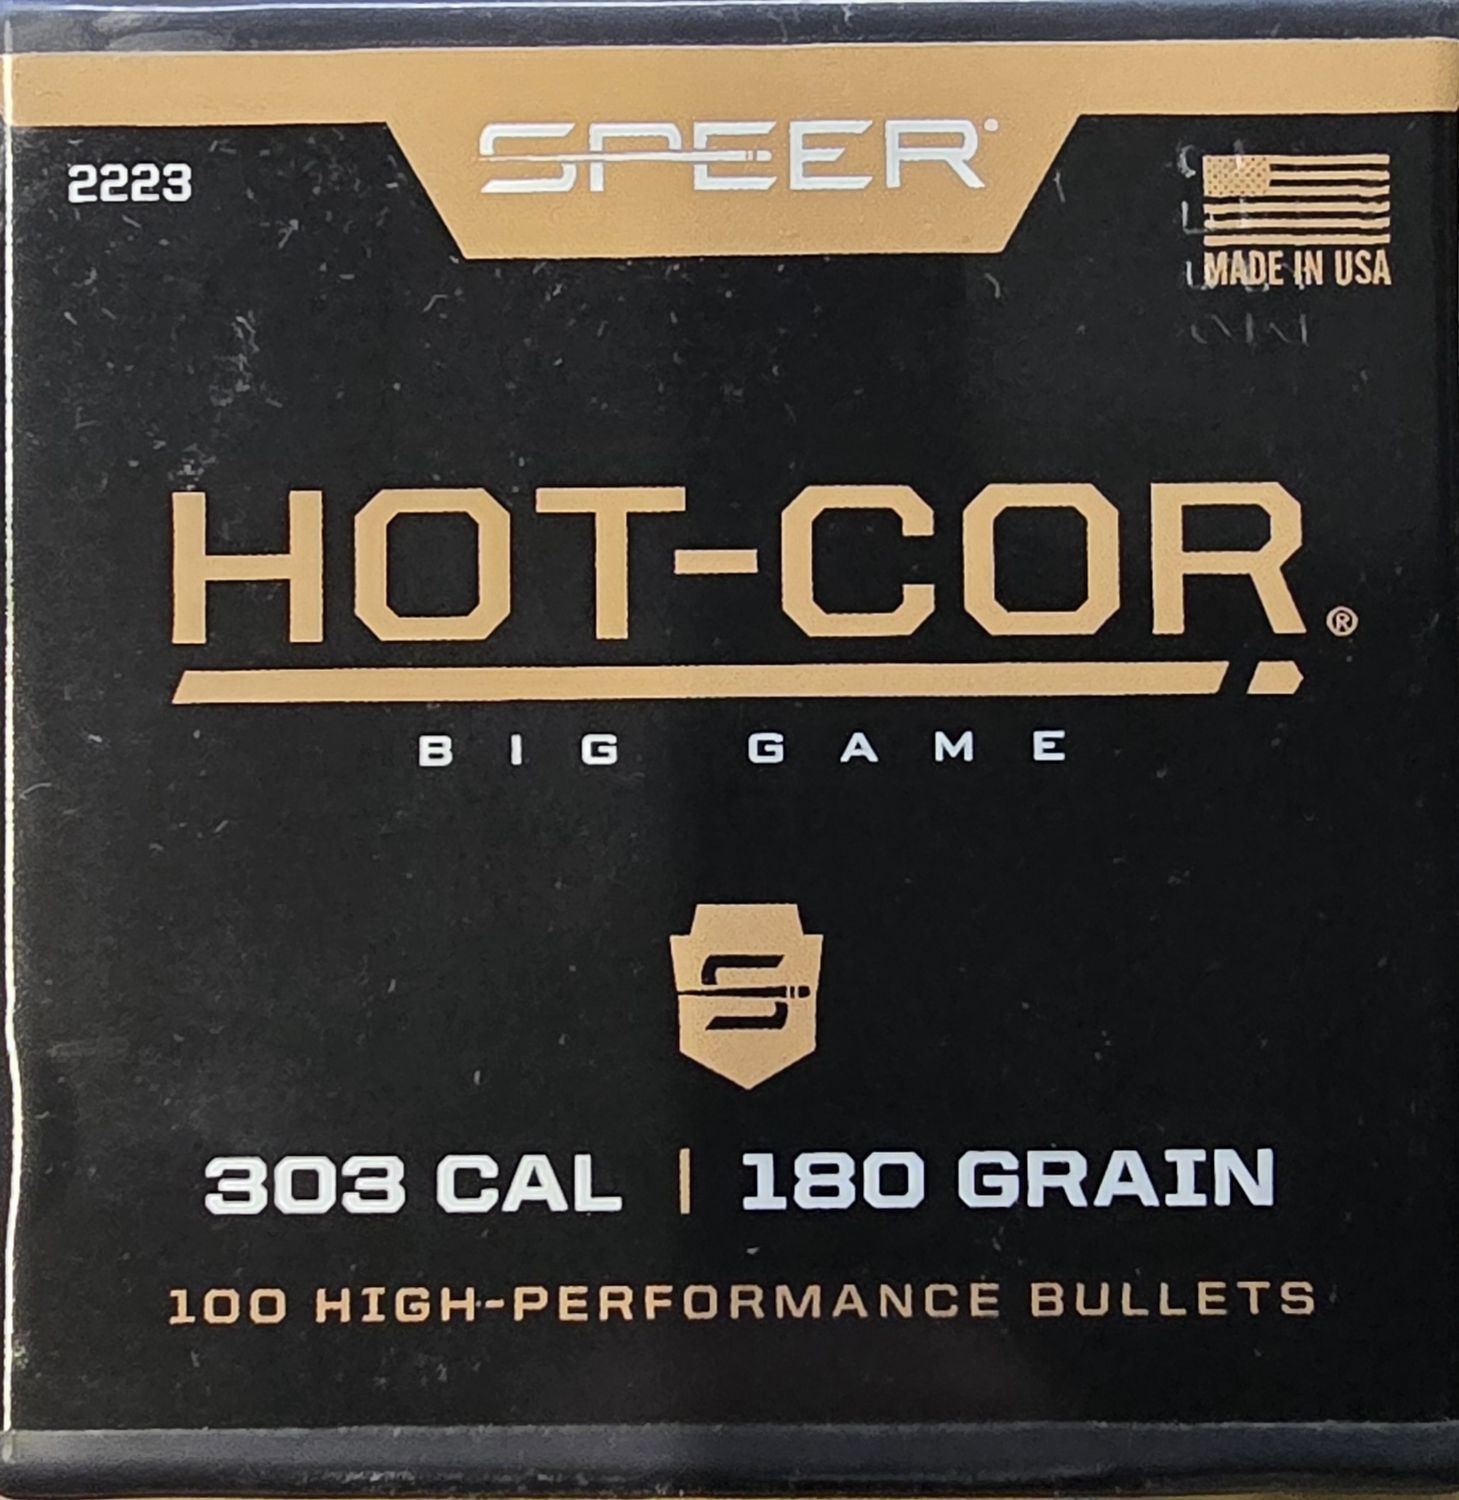 SPEER®
2223
MADE IN USA
HOT-COR®
BIG GAME
303 CAL | 180 GRAIN
100 HIGH-PERFORMANCE BULLETS